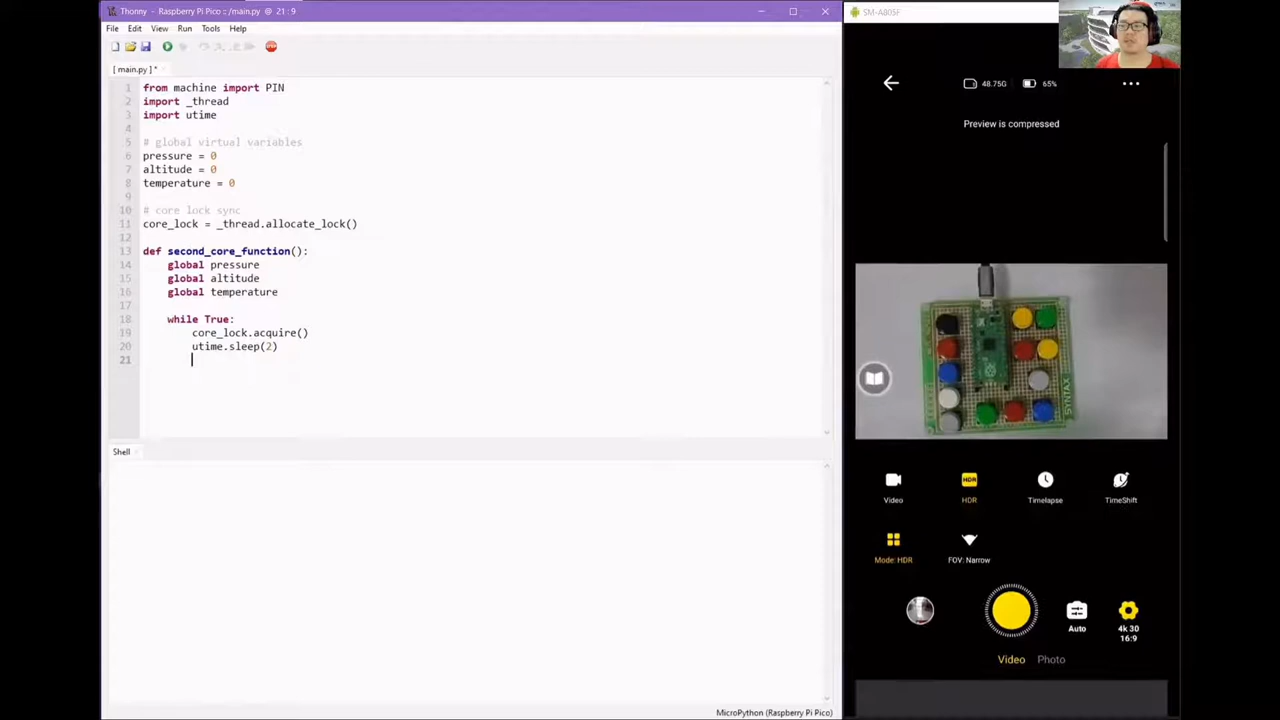 Thonny - Raspberry Pi Pico :: /main.py @ 21 : 9
File Edit View Run Tools Help
[ main.py ] *
1 from machine import PIN
2 import _thread
3 import utime
4
5 # global virtual variables
6 pressure = 0
7 altitude = 0
8 temperature = 0
9
10 # core lock sync
11 core_lock = _thread.allocate_lock()
12
13 def second_core_function():
14 global pressure
15 global altitude
16 global temperature
17
18 while True:
19 core_lock.acquire()
20 utime.sleep(2)
21
Shell
MicroPython (Raspberry Pi Pico)
SM-A805F
48.75G 65%
Preview is compressed
SYNTAX
Video HDR Timelapse TimeShift
HDR
Mode: HDR FOV: Narrow
Auto 4k 30
16:9
Video Photo